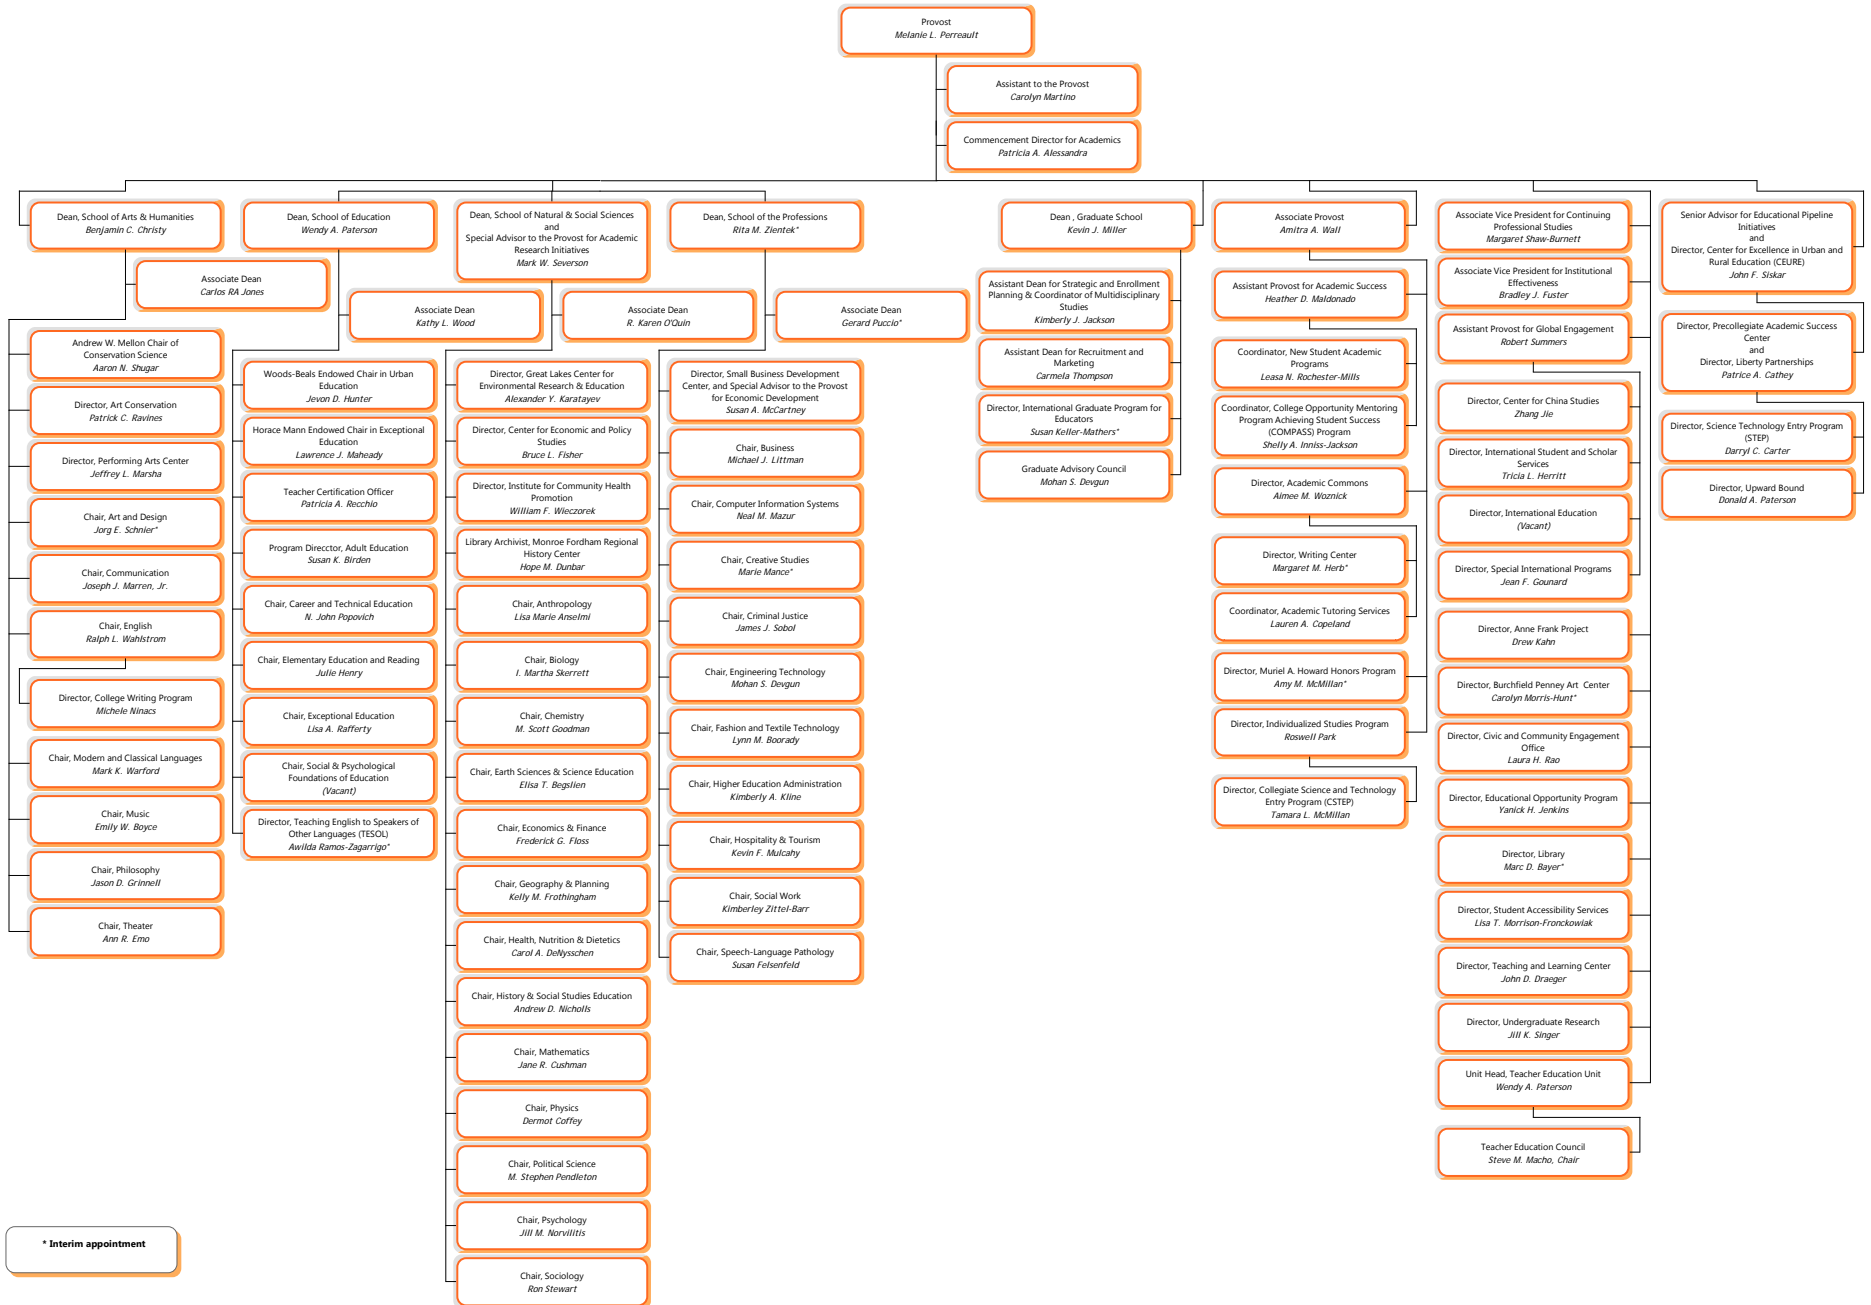 Provost
Melanie L. Perreault
Assistant to the Provost
Carolyn Martino
Commencement Director for Academics
Patricia A. Alessandra
Dean, School of Arts & Humanities
Benjamin C. Christy
Associate Dean
Carlos RA Jones
Andrew W. Mellon Chair of
Conservation Science
Aaron N. Shugar
Director, Art Conservation
Patrick C. Ravines
Director, Performing Arts Center
Jeffrey L. Marsha
Chair, Art and Design
Jorg E. Schnier*
Chair, Communication
Joseph J. Marren, Jr.
Chair, English
Ralph L. Wahlstrom
Director, College Writing Program
Michele Ninacs
Chair, Modern and Classical Languages
Mark K. Warford
Chair, Music
Emily W. Boyce
Chair, Philosophy
Jason D. Grinnell
Chair, Theater
Ann R. Emo
Dean, School of Education
Wendy A. Paterson
Associate Dean
Kathy L. Wood
Woods-Beals Endowed Chair in Urban
Education
Jevon D. Hunter
Horace Mann Endowed Chair in Exceptional
Education
Lawrence J. Maheady
Teacher Certification Officer
Patricia A. Recchio
Program Direcctor, Adult Education
Susan K. Birden
Chair, Career and Technical Education
N. John Popovich
Chair, Elementary Education and Reading
Julie Henry
Chair, Exceptional Education
Lisa A. Rafferty
Chair, Social & Psychological
Foundations of Education
(Vacant)
Director, Teaching English to Speakers of
Other Languages (TESOL)
Awilda Ramos-Zagarrigo*
Dean, School of Natural & Social Sciences
and
Special Advisor to the Provost for Academic
Research Initiatives
Mark W. Severson
Associate Dean
R. Karen O'Quin
Director, Great Lakes Center for
Environmental Research & Education
Alexander Y. Karatayev
Director, Center for Economic and Policy
Studies
Bruce L. Fisher
Director, Institute for Community Health
Promotion
William F. Wieczorek
Library Archivist, Monroe Fordham Regional
History Center
Hope M. Dunbar
Chair, Anthropology
Lisa Marie Anselmi
Chair, Biology
I. Martha Skerrett
Chair, Chemistry
M. Scott Goodman
Chair, Earth Sciences & Science Education
Elisa T. Begslien
Chair, Economics & Finance
Frederick G. Floss
Chair, Geography & Planning
Kelly M. Frothingham
Chair, Health, Nutrition & Dietetics
Carol A. DeNysschen
Chair, History & Social Studies Education
Andrew D. Nicholls
Chair, Mathematics
Jane R. Cushman
Chair, Physics
Dermot Coffey
Chair, Political Science
M. Stephen Pendleton
Chair, Psychology
Jill M. Norvilitis
Chair, Sociology
Ron Stewart
Dean, School of the Professions
Rita M. Zientek*
Associate Dean
Gerard Puccio*
Director, Small Business Development
Center, and Special Advisor to the Provost
for Economic Development
Susan A. McCartney
Chair, Business
Michael J. Littman
Chair, Computer Information Systems
Neal M. Mazur
Chair, Creative Studies
Marie Mance*
Chair, Criminal Justice
James J. Sobol
Chair, Engineering Technology
Mohan S. Devgun
Chair, Fashion and Textile Technology
Lynn M. Boorady
Chair, Higher Education Administration
Kimberly A. Kline
Chair, Hospitality & Tourism
Kevin F. Mulcahy
Chair, Social Work
Kimberley Zittel-Barr
Chair, Speech-Language Pathology
Susan Felsenfeld
Dean , Graduate School
Kevin J. Miller
Assistant Dean for Strategic and Enrollment
Planning & Coordinator of Multidisciplinary
Studies
Kimberly J. Jackson
Assistant Dean for Recruitment and
Marketing
Carmela Thompson
Director, International Graduate Program for
Educators
Susan Keller-Mathers*
Graduate Advisory Council
Mohan S. Devgun
Associate Provost
Amitra A. Wall
Assistant Provost for Academic Success
Heather D. Maldonado
Coordinator, New Student Academic
Programs
Leasa N. Rochester-Mills
Coordinator, College Opportunity Mentoring
Program Achieving Student Success
(COMPASS) Program
Shelly A. Inniss-Jackson
Director, Academic Commons
Aimee M. Woznick
Director, Writing Center
Margaret M. Herb*
Coordinator, Academic Tutoring Services
Lauren A. Copeland
Director, Muriel A. Howard Honors Program
Amy M. McMillan*
Director, Individualized Studies Program
Roswell Park
Director, Collegiate Science and Technology
Entry Program (CSTEP)
Tamara L. McMillan
Associate Vice President for Continuing
Professional Studies
Margaret Shaw-Burnett
Associate Vice President for Institutional
Effectiveness
Bradley J. Fuster
Assistant Provost for Global Engagement
Robert Summers
Director, Center for China Studies
Zhang Jie
Director, International Student and Scholar
Services
Tricia L. Herritt
Director, International Education
(Vacant)
Director, Special International Programs
Jean F. Gounard
Director, Anne Frank Project
Drew Kahn
Director, Burchfield Penney Art  Center
Carolyn Morris-Hunt*
Director, Civic and Community Engagement
Office
Laura H. Rao
Director, Educational Opportunity Program
Yanick H. Jenkins
Director, Library
Marc D. Bayer*
Director, Student Accessibility Services
Lisa T. Morrison-Fronckowiak
Director, Teaching and Learning Center
John D. Draeger
Director, Undergraduate Research
Jill K. Singer
Unit Head, Teacher Education Unit
Wendy A. Paterson
Teacher Education Council
Steve M. Macho, Chair
Senior Advisor for Educational Pipeline
Initiatives
and
Director, Center for Excellence in Urban and
Rural Education (CEURE)
John F. Siskar
Director, Precollegiate Academic Success
Center
and
Director, Liberty Partnerships
Patrice A. Cathey
Director, Science Technology Entry Program
(STEP)
Darryl C. Carter
Director, Upward Bound
Donald A. Paterson
* Interim appointment